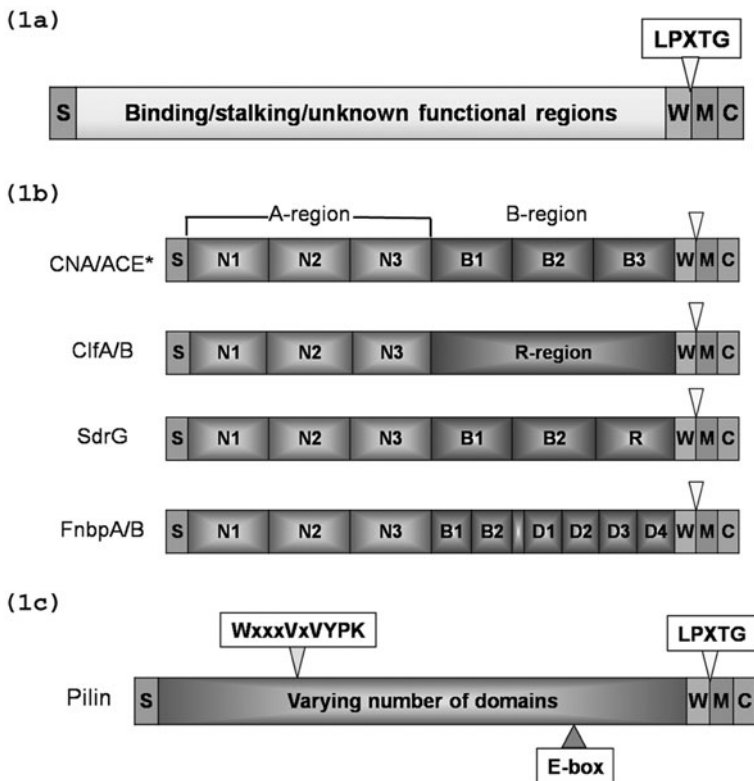 (1a)
LPXTG
S Binding/stalking/unknown functional regions W M C
(1b)
A-region B-region
CNA/ACE* S N1 N2 N3 B1 B2 B3 W M C
ClfA/B S N1 N2 N3 R-region W M C
SdrG S N1 N2 N3 B1 B2 R W M C
FnbpA/B S N1 N2 N3 B1 B2 D1 D2 D3 D4 W M C
(1c)
WxxxVxVYPK LPXTG
Pilin S Varying number of domains W M C
E-box